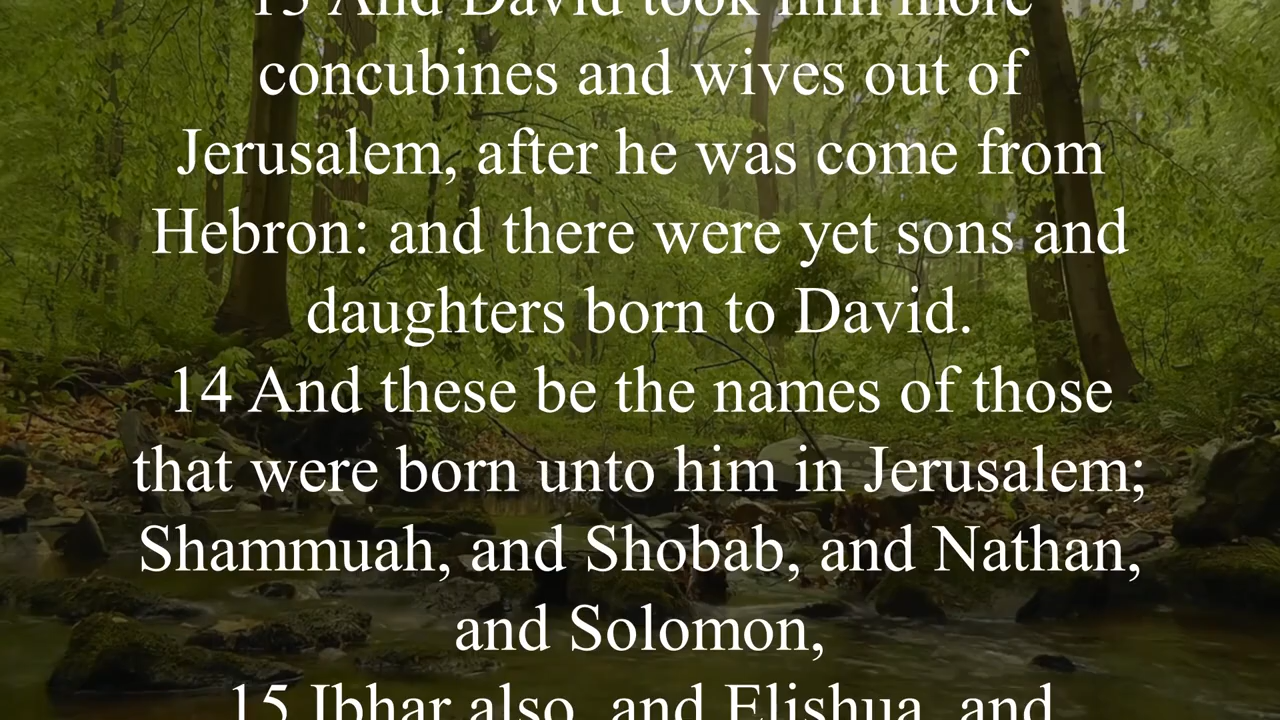 13 And David took him more
concubines and wives out of
Jerusalem, after he was come from
Hebron: and there were yet sons and
daughters born to David.
14 And these be the names of those
that were born unto him in Jerusalem;
Shammuah, and Shobab, and Nathan,
and Solomon,
15 Ibhar also, and Elishua, and